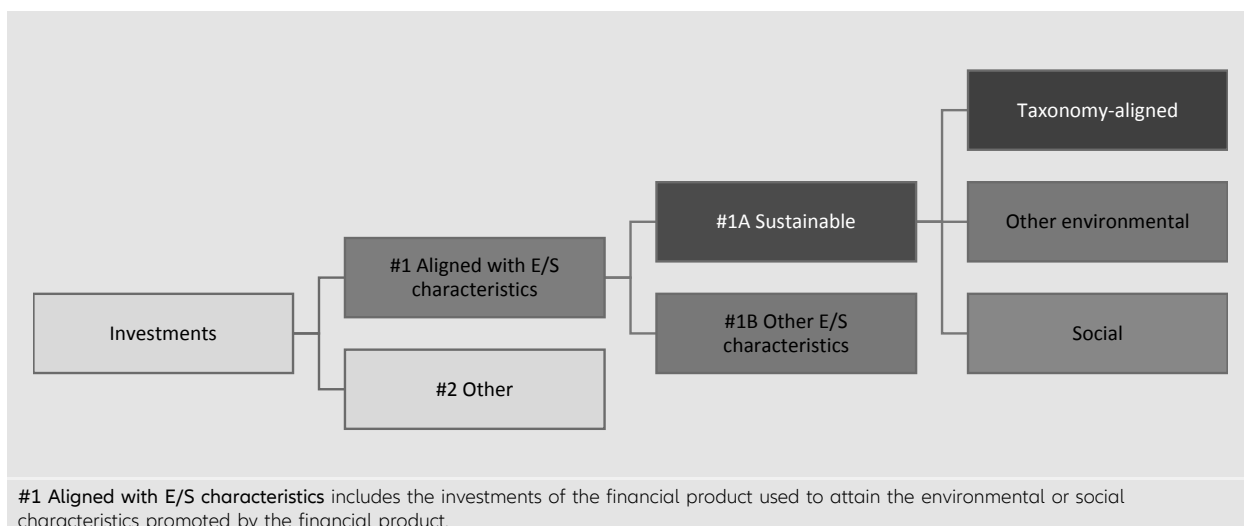 Taxonomy-aligned
#1A Sustainable
Other environmental
#1 Aligned with E/S
characteristics
Investments
#1B Other E/S
characteristics
Social
#2 Other
#1 Aligned with E/S characteristics includes the investments of the financial product used to attain the environmental or social
characteristics promoted by the financial product.